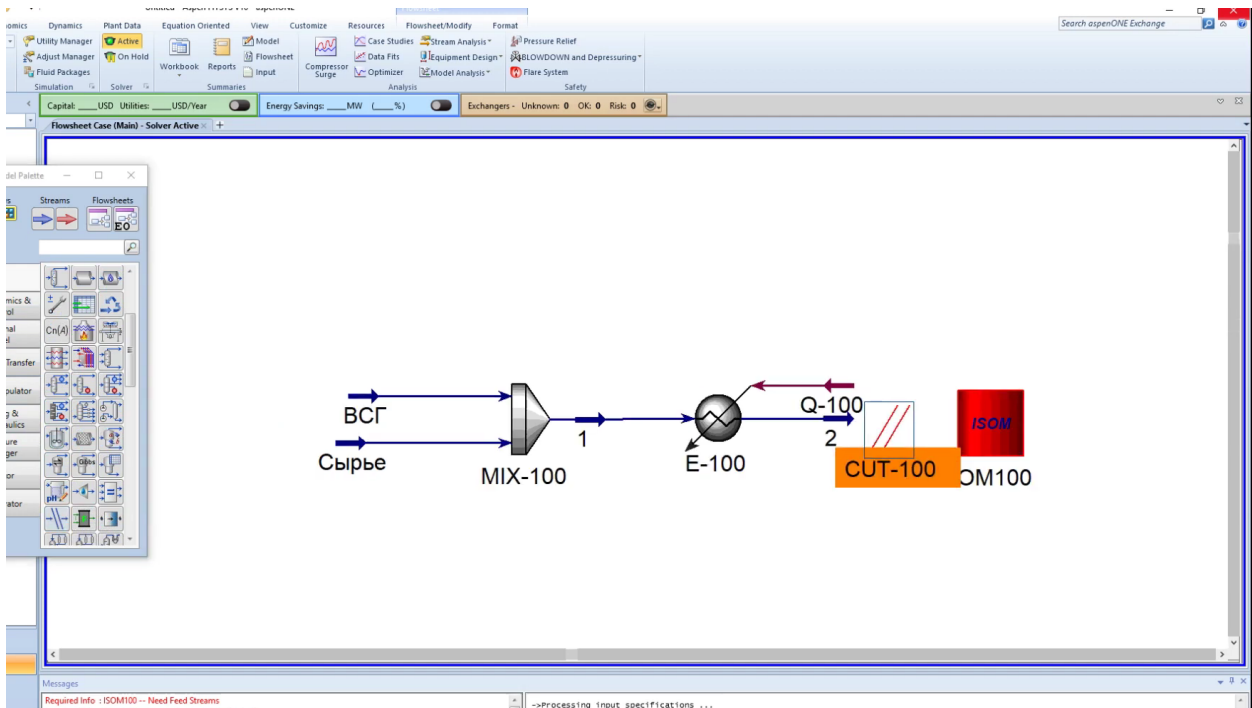 Dynamics Plant Data Equation Oriented View Customize Resources Flowsheet/Modify Format
Search aspenONE Exchange
Utility Manager Active Model Case Studies Stream Analysis Pressure Relief
Adjust Manager On Hold Workbook Reports Flowsheet Compressor Surge Data Fits Equipment Design BLOWDOWN and Depressuring
Fluid Packages Input Optimizer Model Analysis Flare System
Simulation Solver Summaries Analysis Safety
Capital: ____USD Utilities: ____USD/Year Energy Savings: ____MW (____%) Exchangers - Unknown: 0 OK: 0 Risk: 0
Flowsheet Case (Main) - Solver Active × +
Palette
Streams Flowsheets
EO
Cn(A)
Transfer
Gibbs
pH
ВСГ
Сырье
MIX-100
1
E-100
Q-100
2
CUT-100
ISOM
OM100
Messages
Required Info : ISOM100 -- Need Feed Streams
->Processing input specifications ...